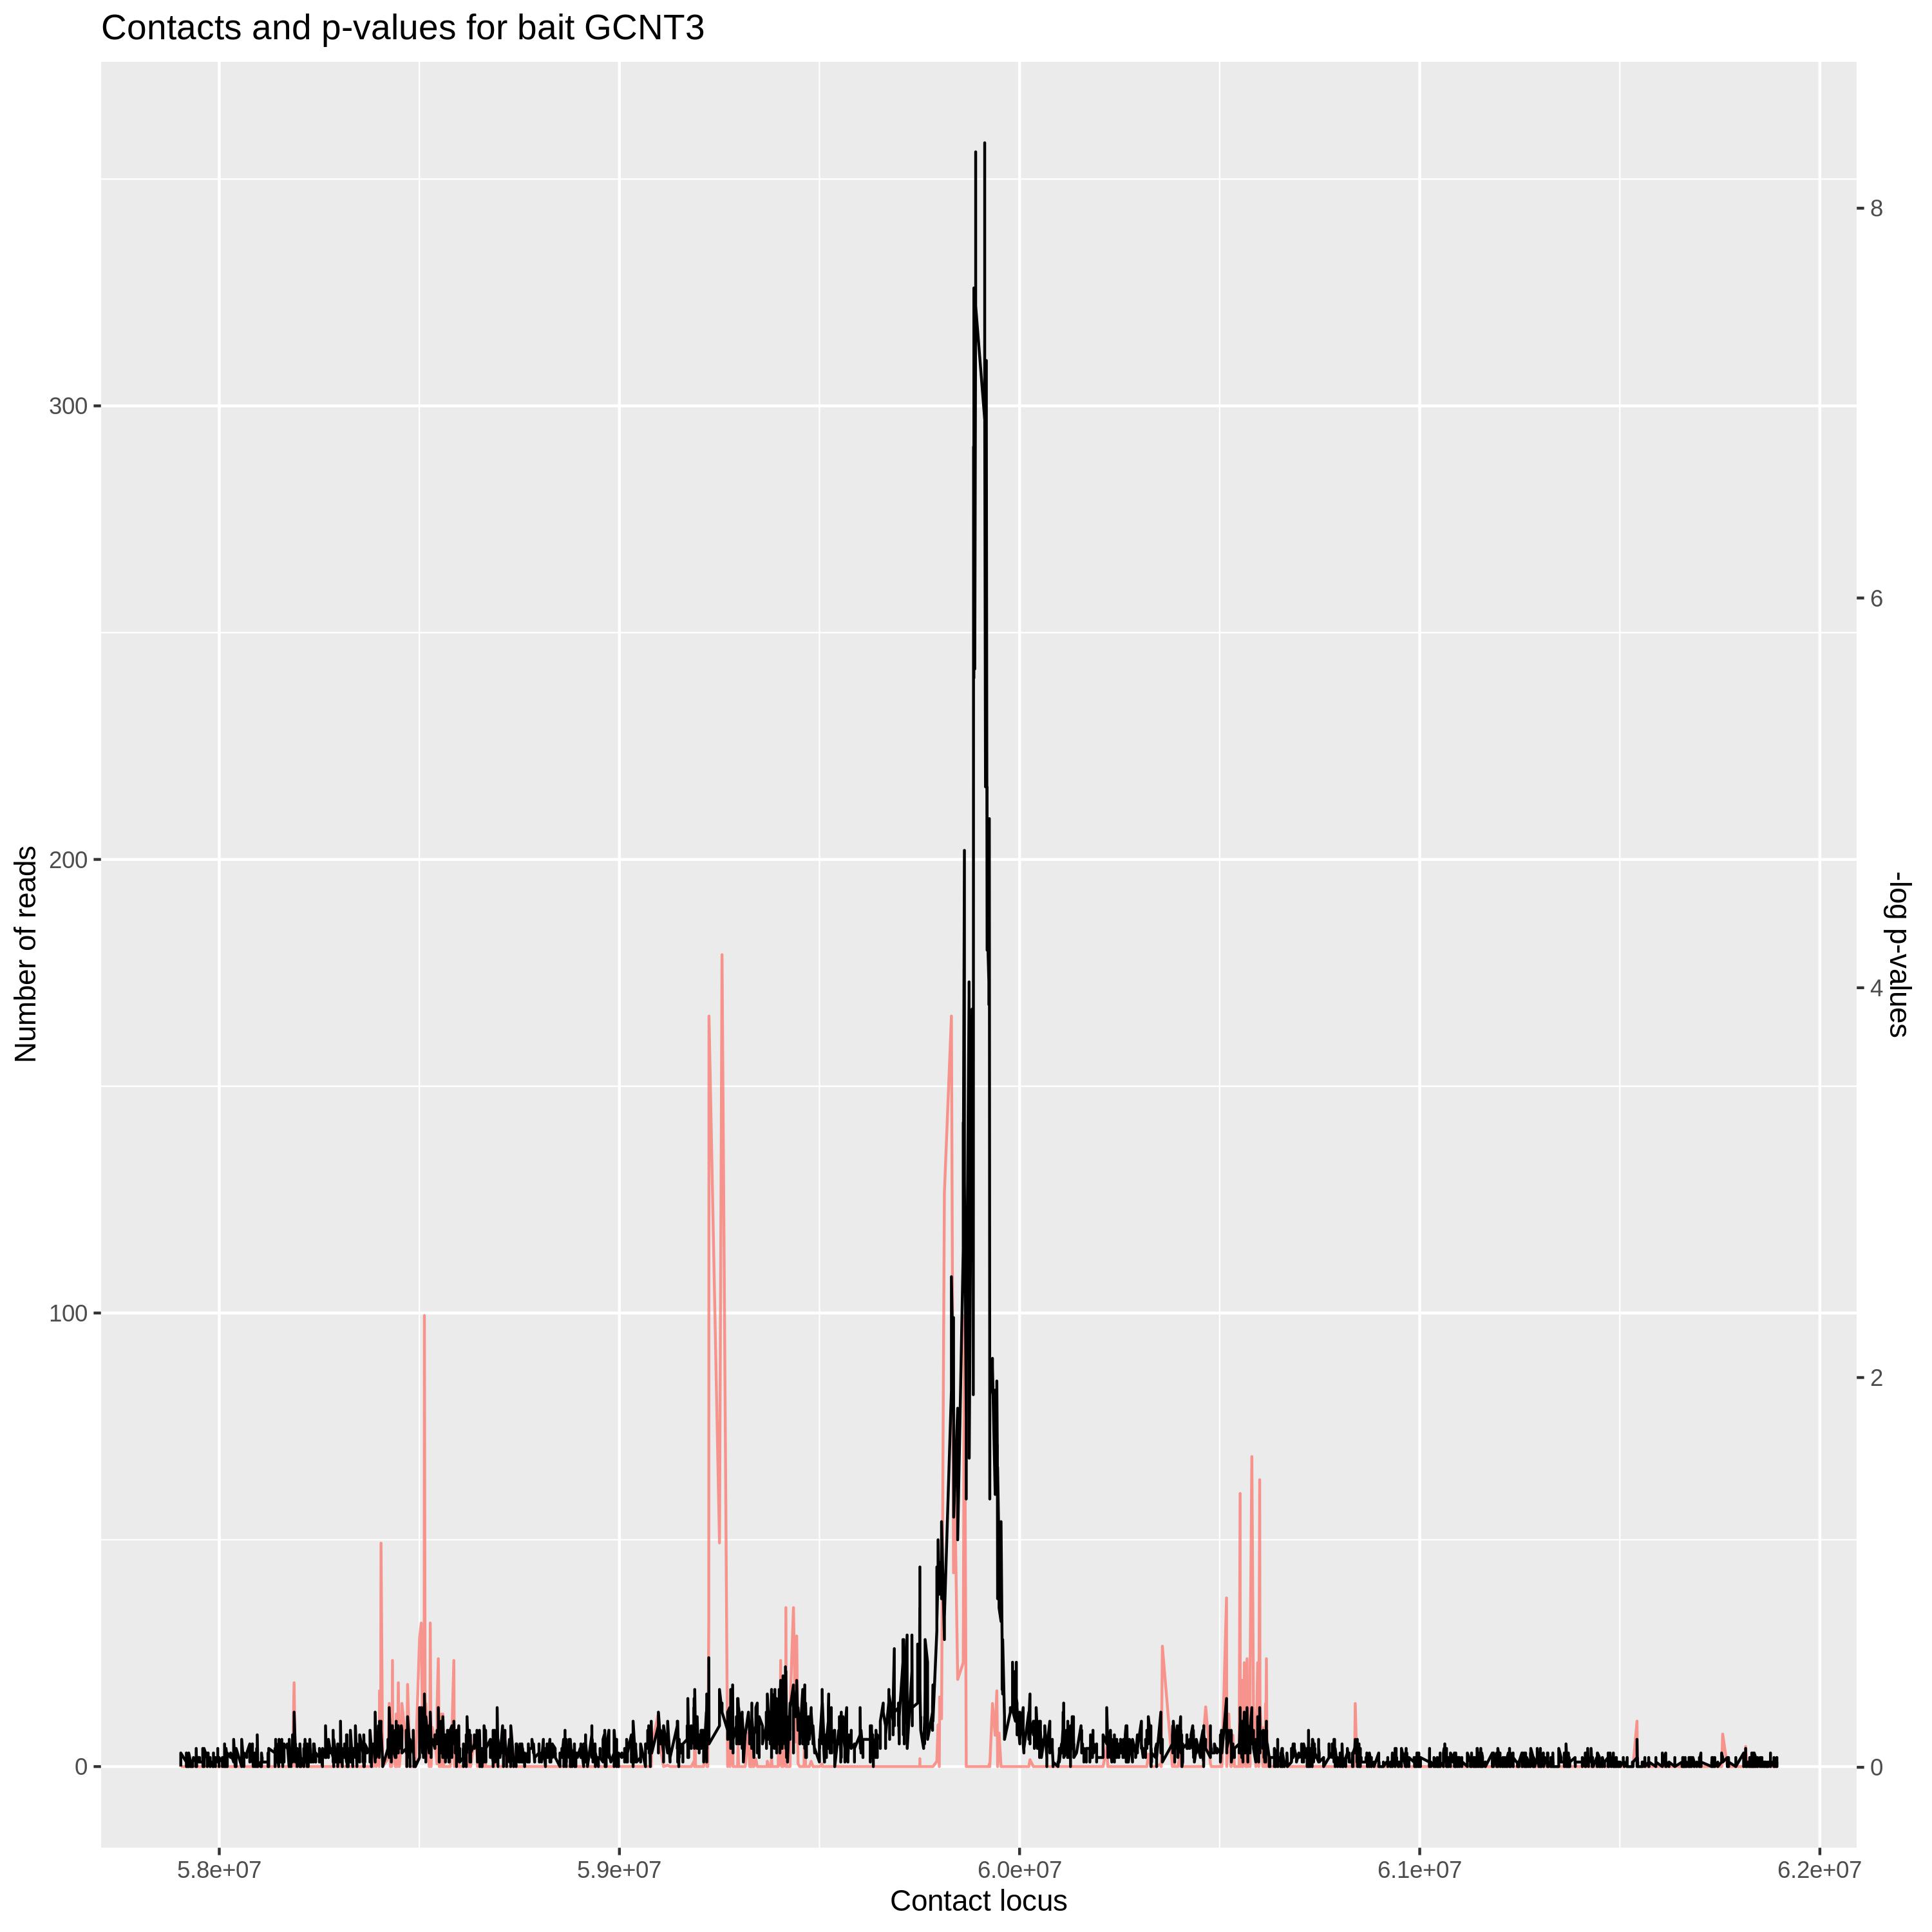 Contacts and p-values for bait GCNT3
300
200
100
0
Number of reads
8
6
4
2
0
-log p-values
5.8e+07 5.9e+07 6.0e+07 6.1e+07 6.2e+07
Contact locus